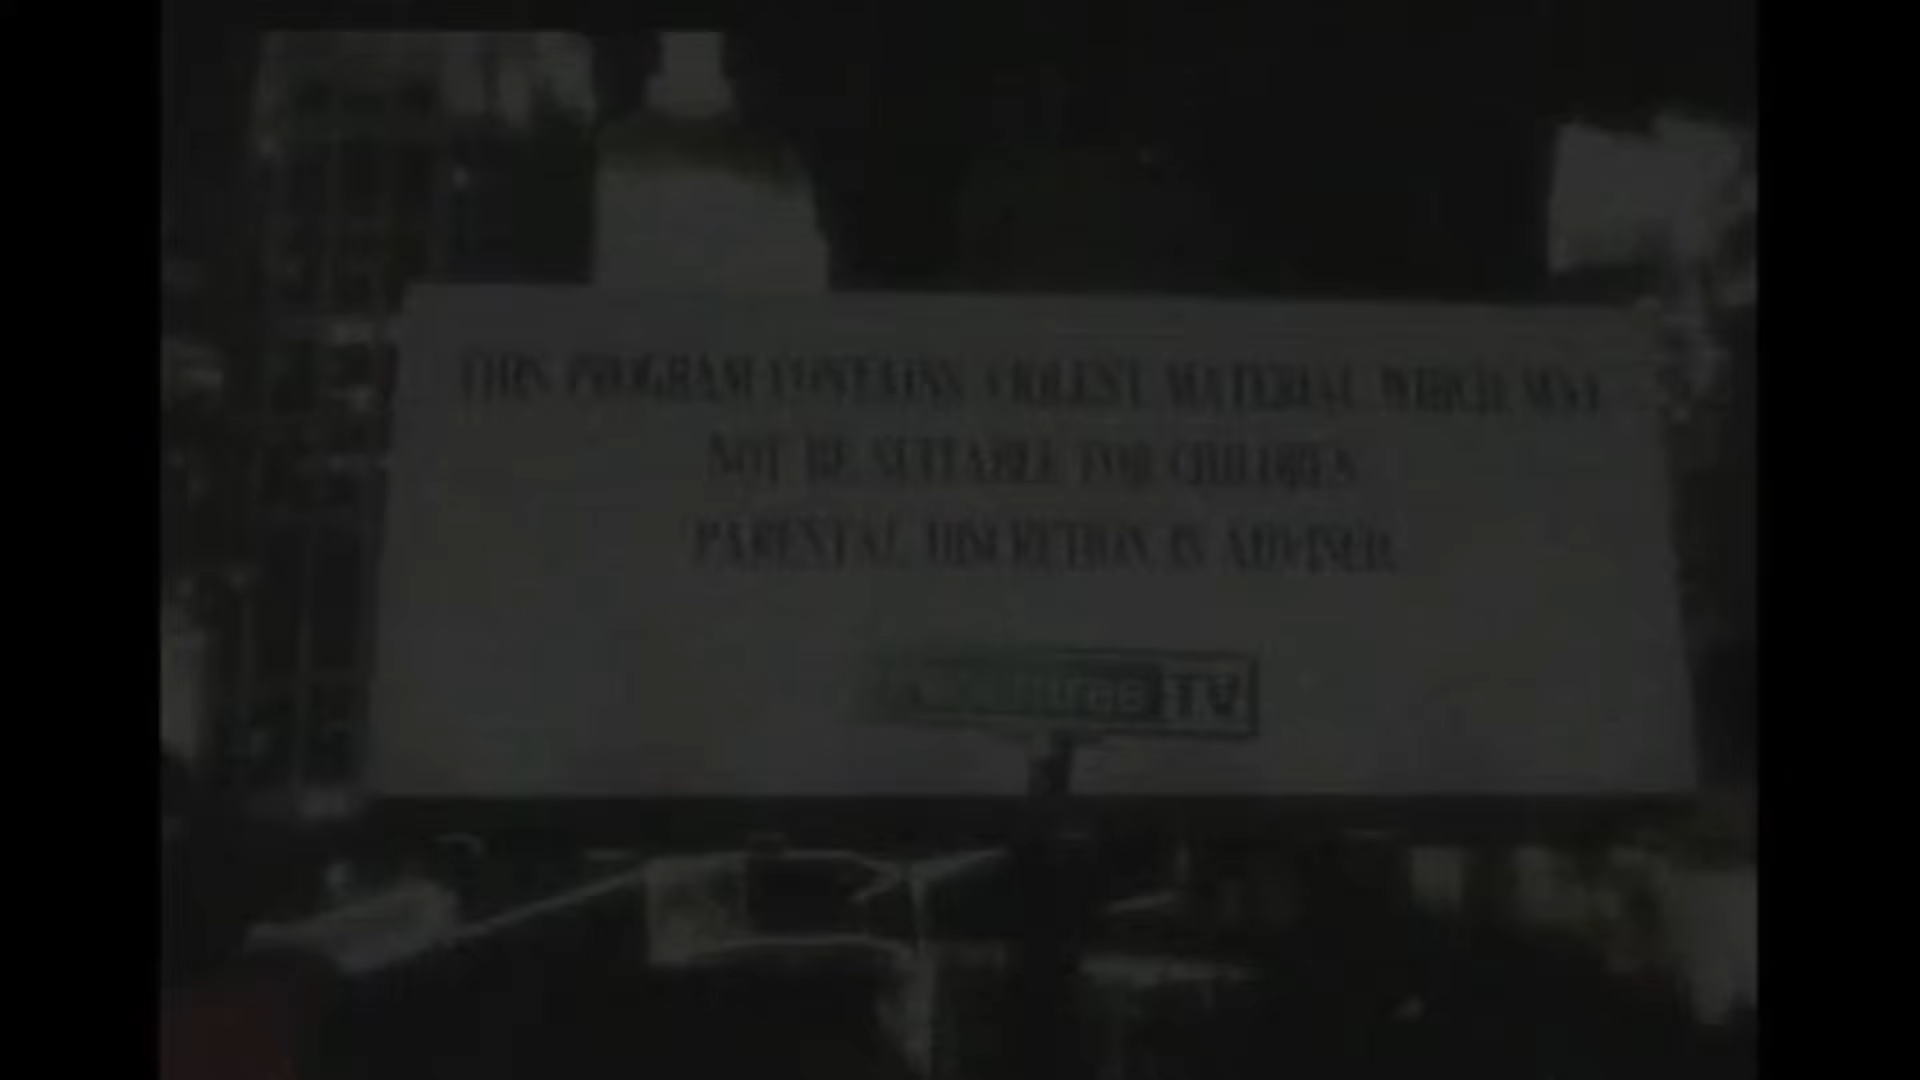 THIS PROGRAM CONTAINS VIOLENT MATERIAL WHICH MAY
NOT BE SUITABLE FOR CHILDREN
PARENTAL DISCRETION IS ADVISED.
TV